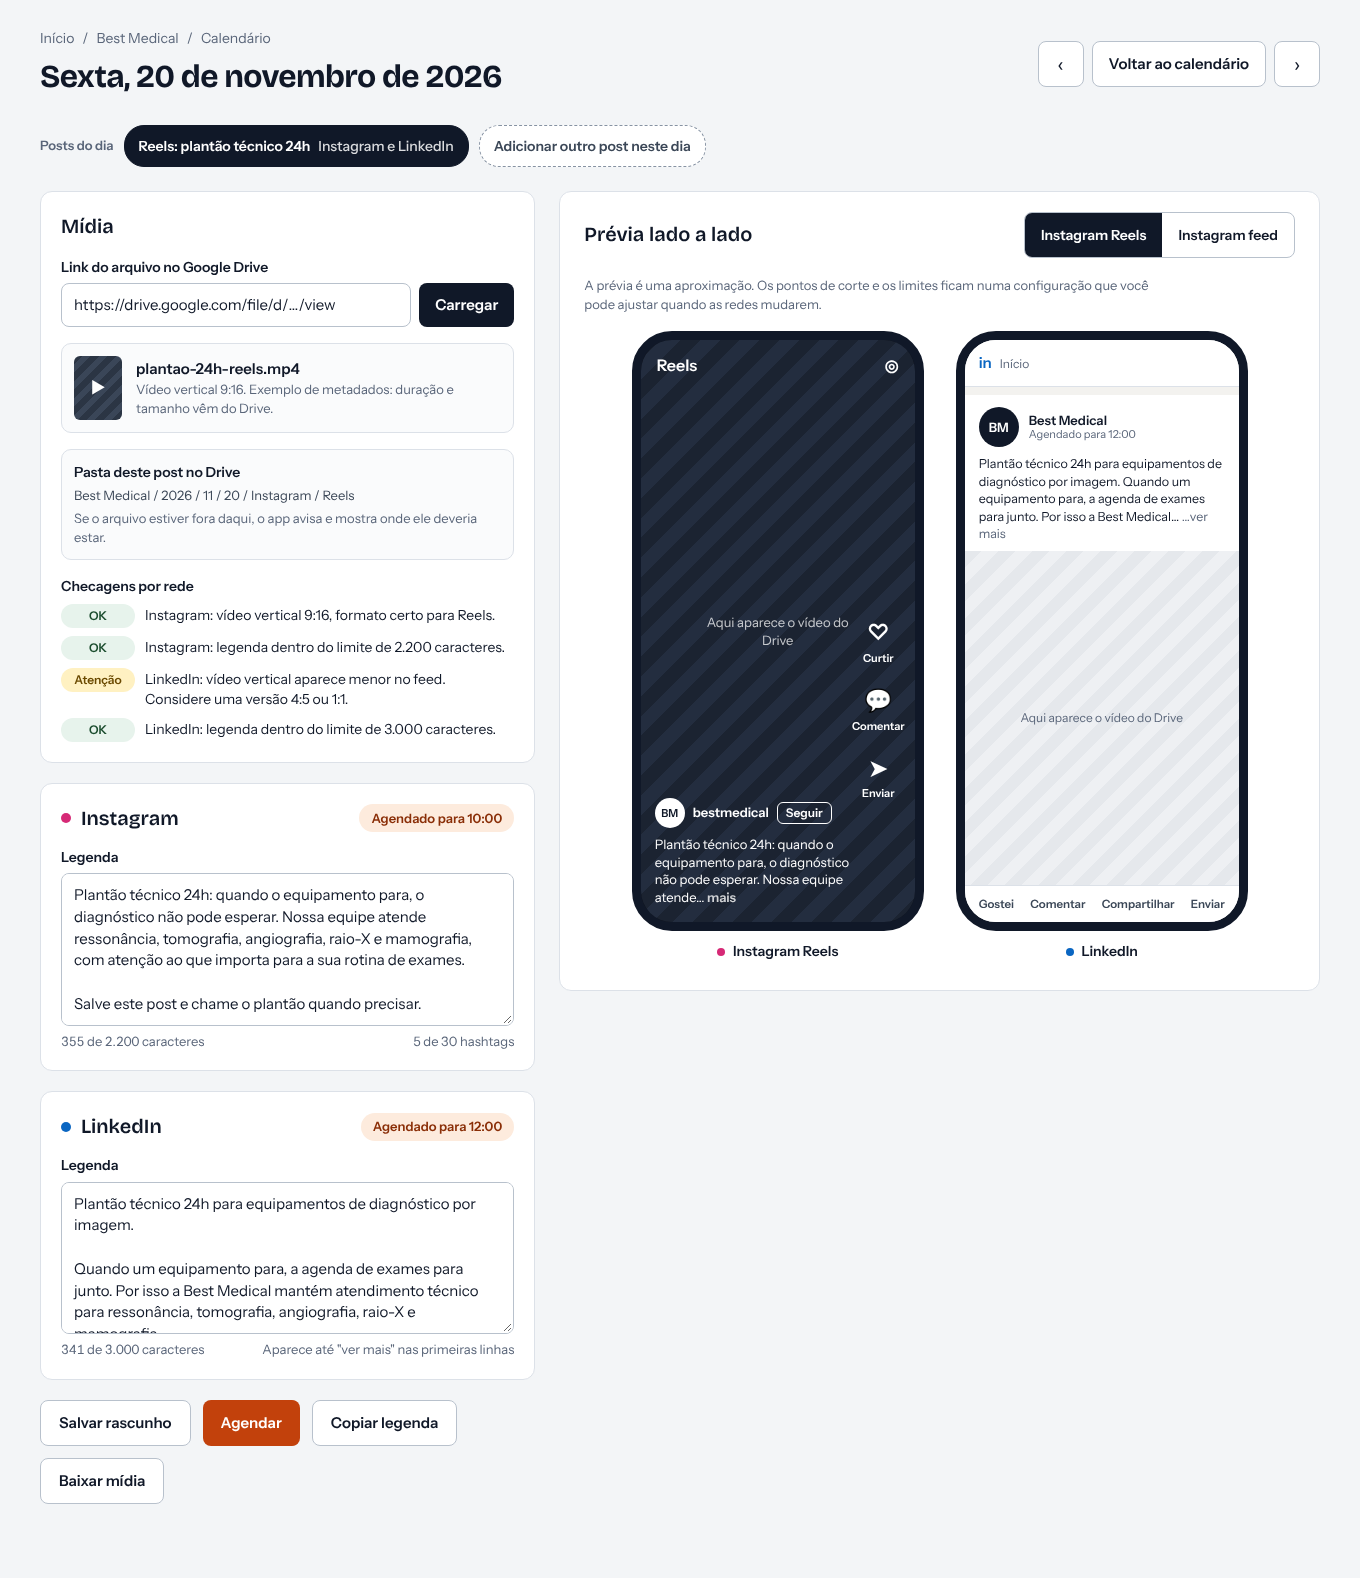 Início / Best Medical / Calendário
Sexta, 20 de novembro de 2026
‹
Voltar ao calendário
›
Posts do dia
Reels: plantão técnico 24h Instagram e LinkedIn
Adicionar outro post neste dia
Mídia
Link do arquivo no Google Drive
https://drive.google.com/file/d/.../view
Carregar
plantao-24h-reels.mp4
Vídeo vertical 9:16. Exemplo de metadados: duração e
tamanho vêm do Drive.
Pasta deste post no Drive
Best Medical / 2026 / 11 / 20 / Instagram / Reels
Se o arquivo estiver fora daqui, o app avisa e mostra onde ele deveria
estar.
Checagens por rede
OK Instagram: vídeo vertical 9:16, formato certo para Reels.
OK Instagram: legenda dentro do limite de 2.200 caracteres.
Atenção LinkedIn: vídeo vertical aparece menor no feed.
Considere uma versão 4:5 ou 1:1.
OK LinkedIn: legenda dentro do limite de 3.000 caracteres.
Instagram
Agendado para 10:00
Legenda
Plantão técnico 24h: quando o equipamento para, o
diagnóstico não pode esperar. Nossa equipe atende
ressonância, tomografia, angiografia, raio-X e mamografia,
com atenção ao que importa para a sua rotina de exames.
Salve este post e chame o plantão quando precisar.
355 de 2.200 caracteres
5 de 30 hashtags
LinkedIn
Agendado para 12:00
Legenda
Plantão técnico 24h para equipamentos de diagnóstico por
imagem.
Quando um equipamento para, a agenda de exames para
junto. Por isso a Best Medical mantém atendimento técnico
para ressonância, tomografia, angiografia, raio-X e
mamografia
341 de 3.000 caracteres
Aparece até "ver mais" nas primeiras linhas
Salvar rascunho
Agendar
Copiar legenda
Baixar mídia
Prévia lado a lado
Instagram Reels
Instagram feed
A prévia é uma aproximação. Os pontos de corte e os limites ficam numa configuração que você
pode ajustar quando as redes mudarem.
Reels
Aqui aparece o vídeo do
Drive
Curtir
Comentar
Enviar
BM bestmedical Seguir
Plantão técnico 24h: quando o
equipamento para, o diagnóstico
não pode esperar. Nossa equipe
atende... mais
Instagram Reels
in Início
BM
Best Medical
Agendado para 12:00
Plantão técnico 24h para equipamentos de
diagnóstico por imagem. Quando um
equipamento para, a agenda de exames
para junto. Por isso a Best Medical... ...ver
mais
Aqui aparece o vídeo do Drive
Gostei Comentar Compartilhar Enviar
LinkedIn